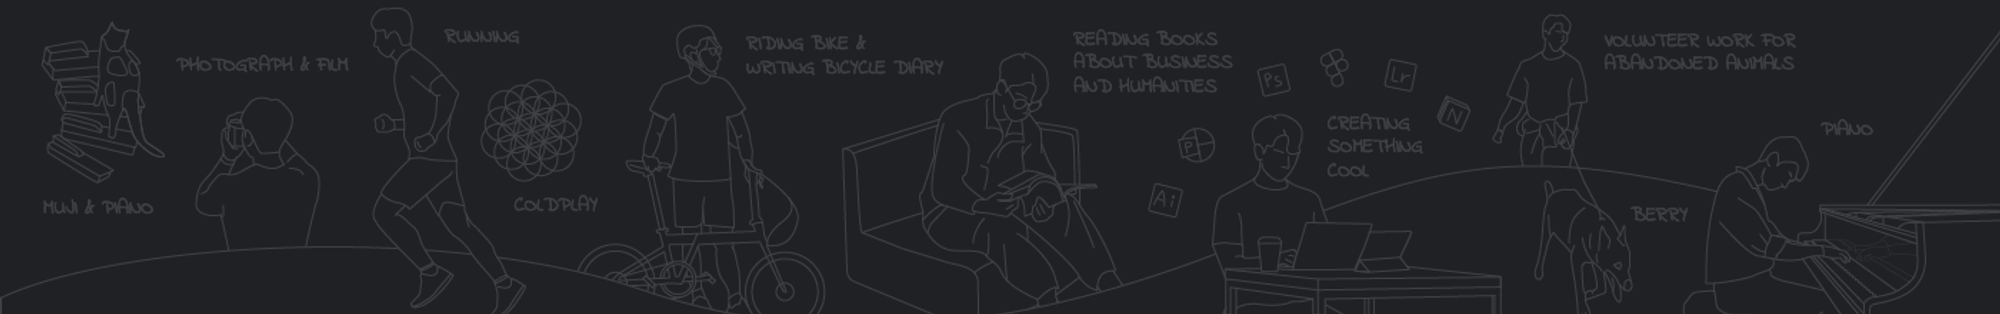 PHOTOGRAPH & FILM
MUJI & PIANO
RUNNING
COLDPLAY
RIDING BIKE &
WRITING BICYCLE DIARY
READING BOOKS
ABOUT BUSINESS
AND HUMANITIES
Ps
Lr
N
P
Ai
CREATING
SOMETHING
COOL
VOLUNTEER WORK FOR
ABANDONED ANIMALS
BERRY
PIANO